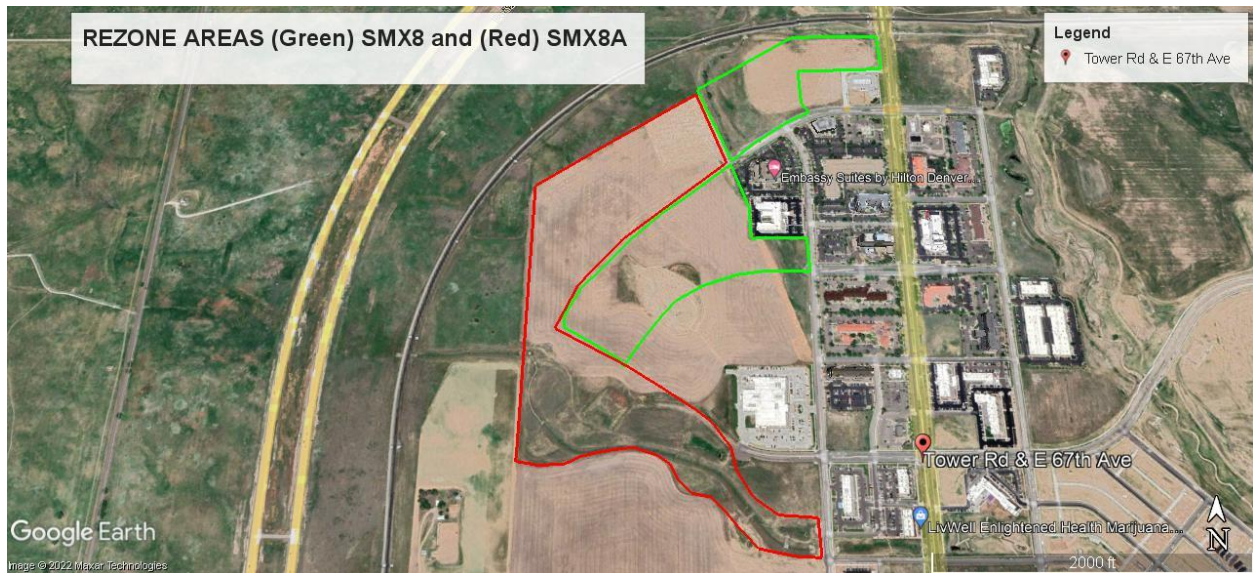 REZONE AREAS (Green) SMX8 and (Red) SMX8A
Legend
Tower Rd & E 67th Ave
Embassy Suites by Hilton Denver...
Tower Rd & E 67th Ave
LivWell Enlightened Health Marijuana...
Google Earth
N
2000 ft
Image © 2022 Maxar Technologies